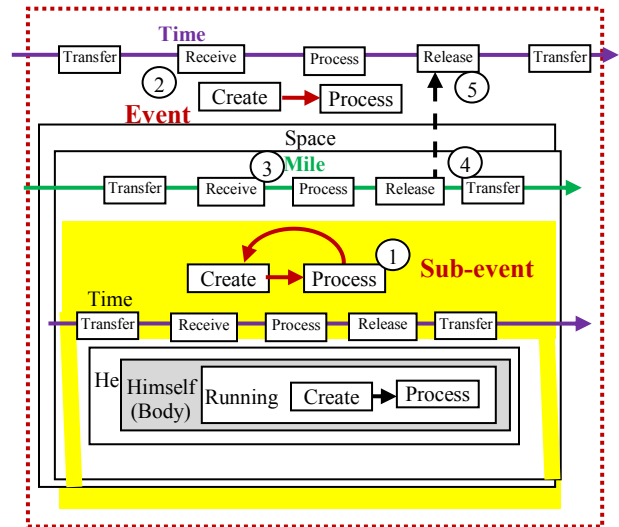 Time
Transfer Receive Process Release Transfer
2 5
Create Process
Event
Space
3 Mile 4
Transfer Receive Process Release Transfer
1
Create Process Sub-event
Time
Transfer Receive Process Release Transfer
He Himself (Body) Running Create Process